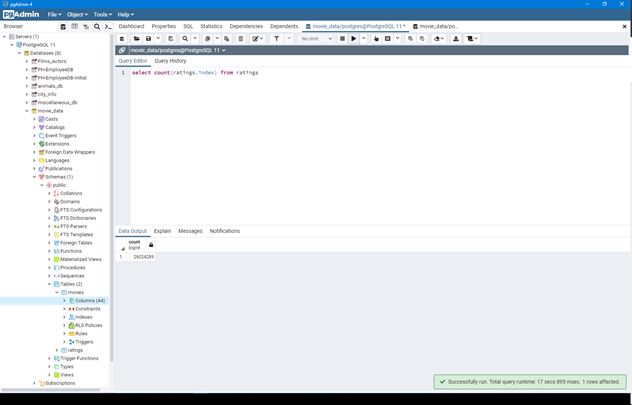 pgAdmin 4
PgAdmin File Object Tools Help
Browser
Dashboard Properties SQL Statistics Dependencies Dependents movie_data/postgres@PostgreSQL 11 * movie_data/po...
Servers (1)
PostgreSQL 11
Databases (8)
Films_Actors
PH-EmployeeDB
PH-EmployeeDB-Initial
animals_db
city_info
miscellaneous_db
movie_data
Casts
Catalogs
Event Triggers
Extensions
Foreign Data Wrappers
Languages
Publications
Schemas (1)
public
Collations
Domains
FTS Configurations
FTS Dictionaries
FTS Parsers
FTS Templates
Foreign Tables
Functions
Materialized Views
Procedures
Sequences
Tables (2)
movies
Columns (44)
Constraints
Indexes
RLS Policies
Rules
Triggers
ratings
Trigger Functions
Types
Views
Subscriptions
No limit
movie_data/postgres@PostgreSQL 11
Query Editor Query History
1 select count(ratings.index) from ratings
Data Output Explain Messages Notifications
count
bigint
1 26024289
Successfully run. Total query runtime: 17 secs 895 msec. 1 rows affected.